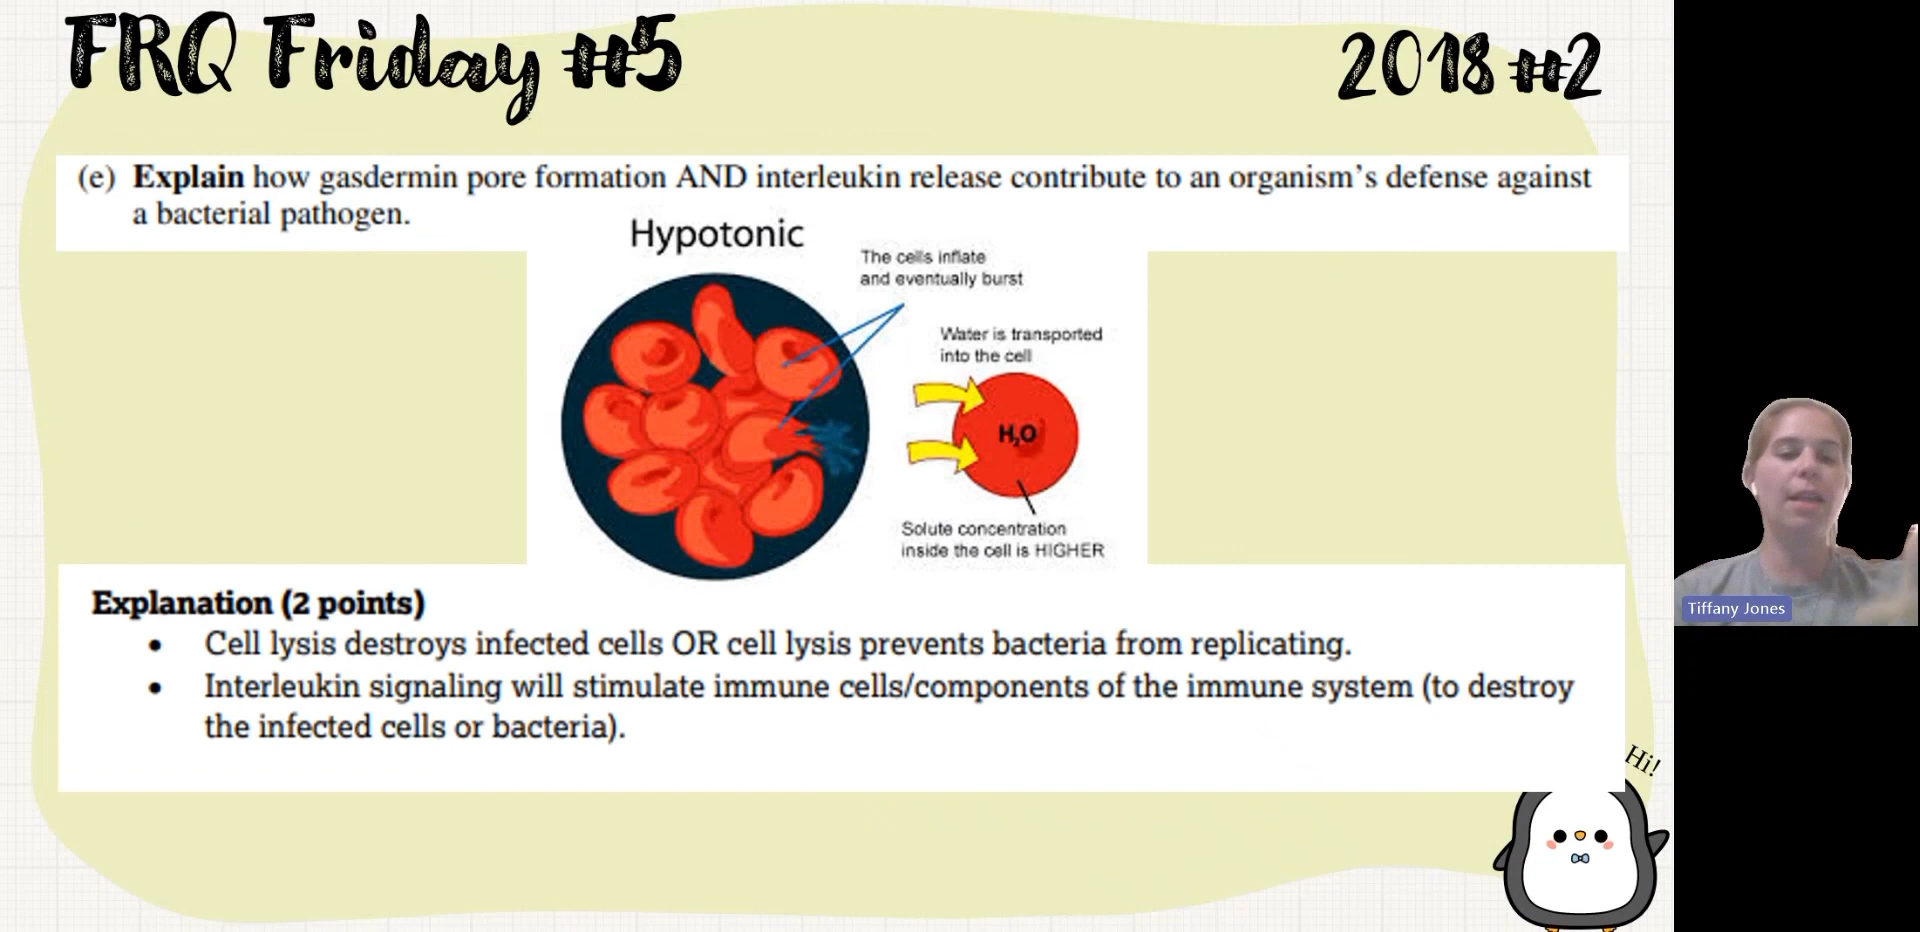 FRQ Friday #5
2018 #2
(e) Explain how gasdermin pore formation AND interleukin release contribute to an organism's defense against
a bacterial pathogen.
Hypotonic
The cells inflate
and eventually burst
Water is transported
into the cell
H₂O
Solute concentration
inside the cell is HIGHER
Explanation (2 points)
• Cell lysis destroys infected cells OR cell lysis prevents bacteria from replicating.
• Interleukin signaling will stimulate immune cells/components of the immune system (to destroy
the infected cells or bacteria).
Tiffany Jones
Hi!